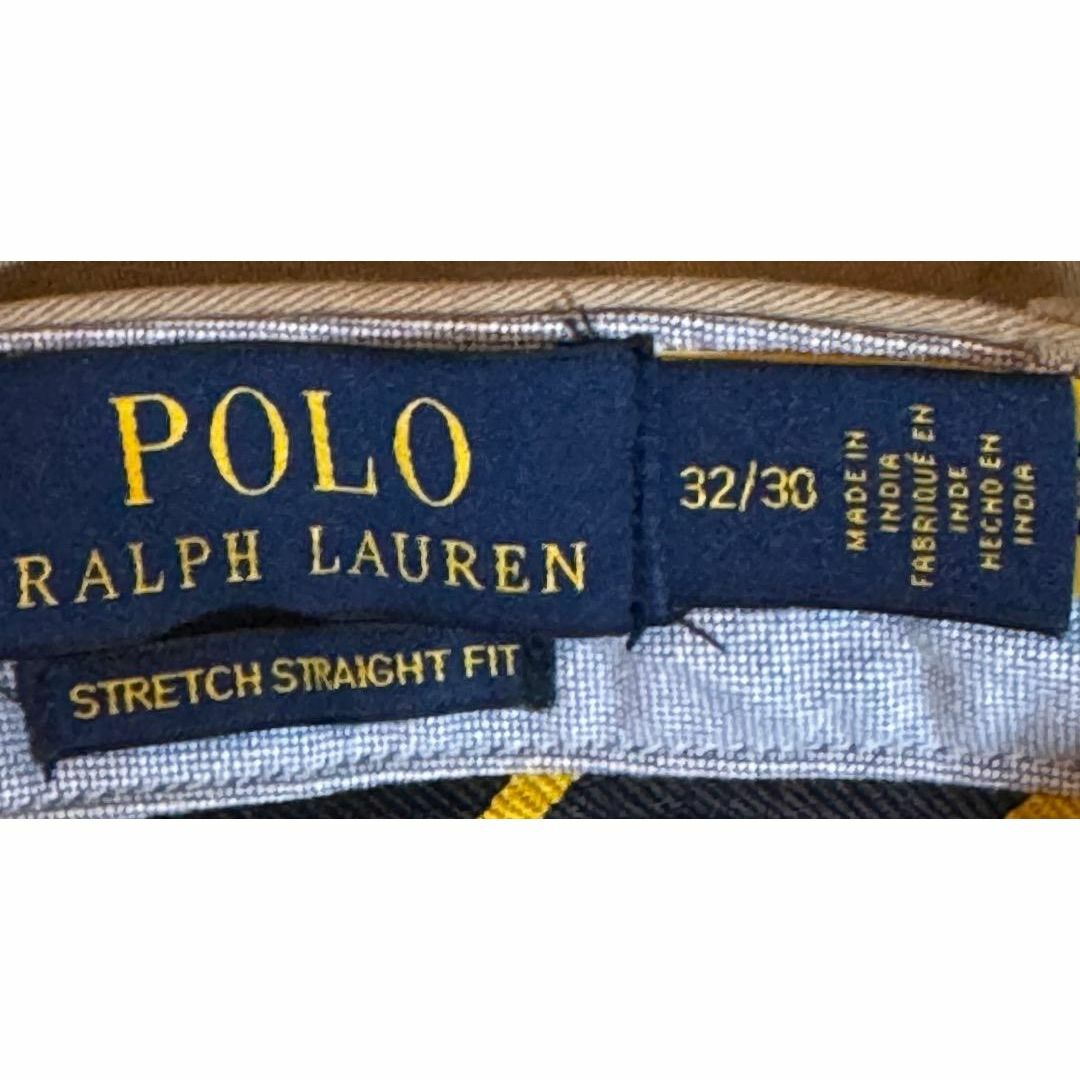 POLO
RALPH LAUREN
STRETCH STRAIGHT FIT
32/30
MADE IN
INDIA
FABRIQUÉ EN
INDE
HECHO EN
INDIA